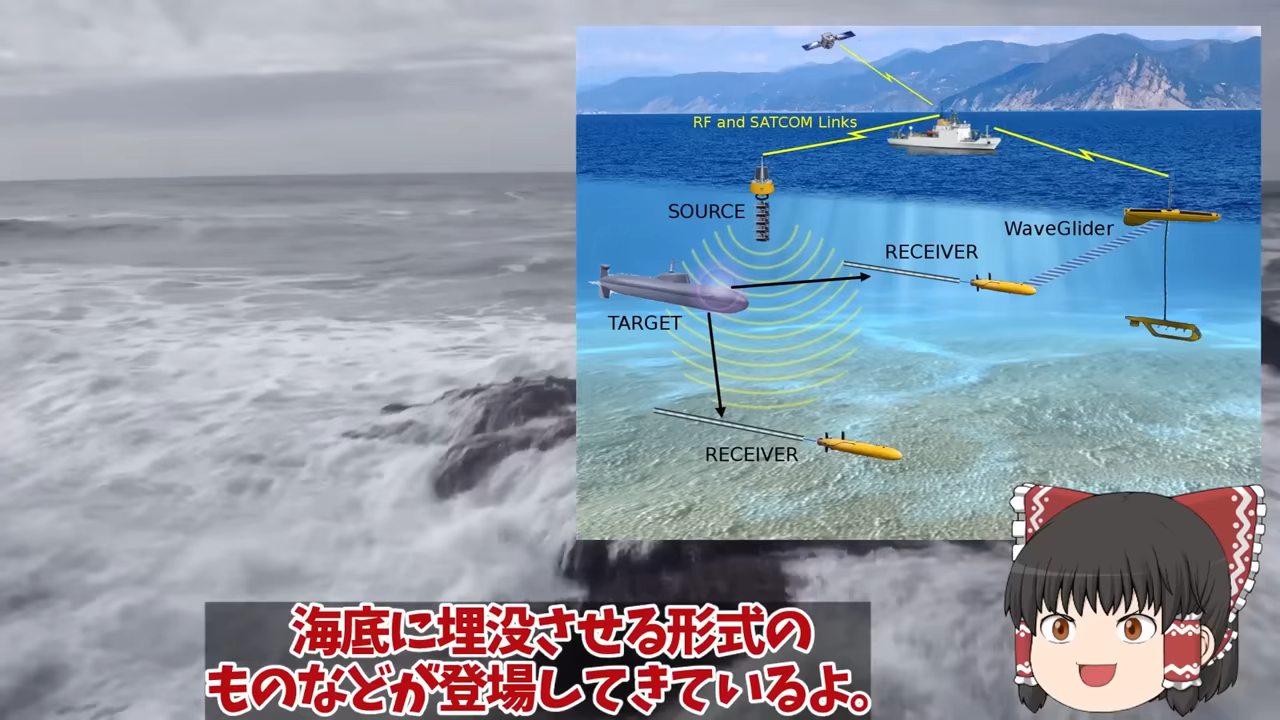 RF and SATCOM Links
SOURCE
WaveGlider
RECEIVER
TARGET
RECEIVER
海底に埋没させる形式の
ものなどが登場してきているよ。